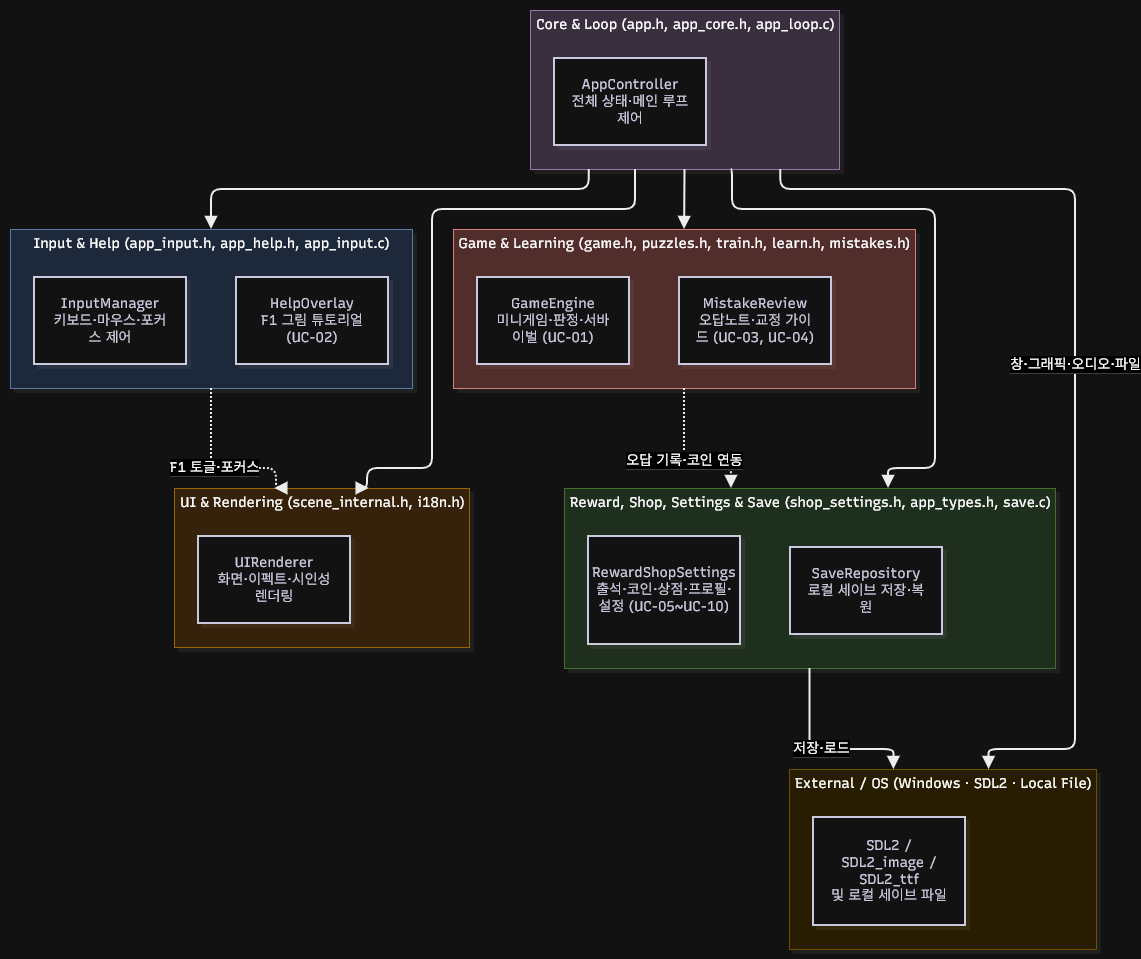 Core & Loop (app.h, app_core.h, app_loop.c)
AppController
전체 상태·메인 루프
제어
Input & Help (app_input.h, app_help.h, app_input.c)
InputManager
키보드·마우스·포커
스 제어
HelpOverlay
F1 그림 튜토리얼
(UC-02)
Game & Learning (game.h, puzzles.h, train.h, learn.h, mistakes.h)
GameEngine
미니게임·판정·서바
이벌 (UC-01)
MistakeReview
오답노트·교정 가이
드 (UC-03, UC-04)
창·그래픽·오디오·파일
F1 토글·포커스
오답 기록·코인 연동
UI & Rendering (scene_internal.h, i18n.h)
UIRenderer
화면·이펙트·시인성
렌더링
Reward, Shop, Settings & Save (shop_settings.h, app_types.h, save.c)
RewardShopSettings
출석·코인·상점·프로필·
설정 (UC-05~UC-10)
SaveRepository
로컬 세이브 저장·복
원
저장·로드
External / OS (Windows · SDL2 · Local File)
SDL2 /
SDL2_image /
SDL2_ttf
및 로컬 세이브 파일